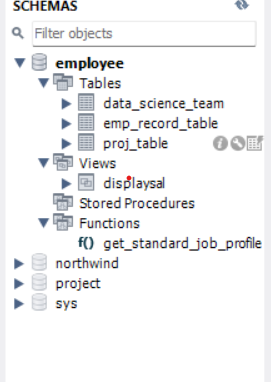 SCHEMAS
Filter objects
employee
Tables
data_science_team
emp_record_table
proj_table
Views
displaysal
Stored Procedures
Functions
f() get_standard_job_profile
northwind
project
sys